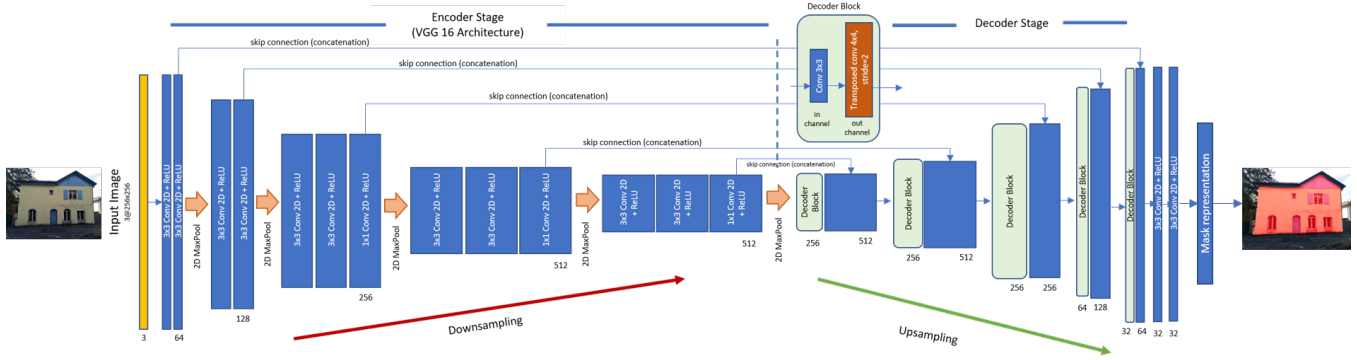 Encoder Stage
(VGG 16 Architecture)
Decoder Block
Decoder Stage
skip connection (concatenation)
skip connection (concatenation)
skip connection (concatenation)
skip connection (concatenation)
skip connection (concatenation)
Conv 3x3
Transposed conv 4x4,
stride=2
in
channel
out
channel
Input Image
3@256x256
3
3x3 Conv 2D + ReLU
3x3 Conv 2D + ReLU
64
2D MaxPool
3x3 Conv 2D + ReLU
3x3 Conv 2D + ReLU
128
2D MaxPool
3x3 Conv 2D + ReLU
3x3 Conv 2D + ReLU
1x1 Conv 2D + ReLU
256
2D MaxPool
3x3 Conv 2D + ReLU
3x3 Conv 2D + ReLU
1x1 Conv 2D + ReLU
512
2D MaxPool
3x3 Conv 2D
+ ReLU
3x3 Conv 2D
+ ReLU
1x1 Conv 2D
+ ReLU
512
2D MaxPool
Decoder
Block
256
512
Decoder Block
256
512
Decoder Block
256
256
Decoder Block
64
128
Decoder Block
32
64
3x3 Conv 2D + ReLU
32
3x3 Conv 2D + ReLU
32
Mask representation
Downsampling
Upsampling